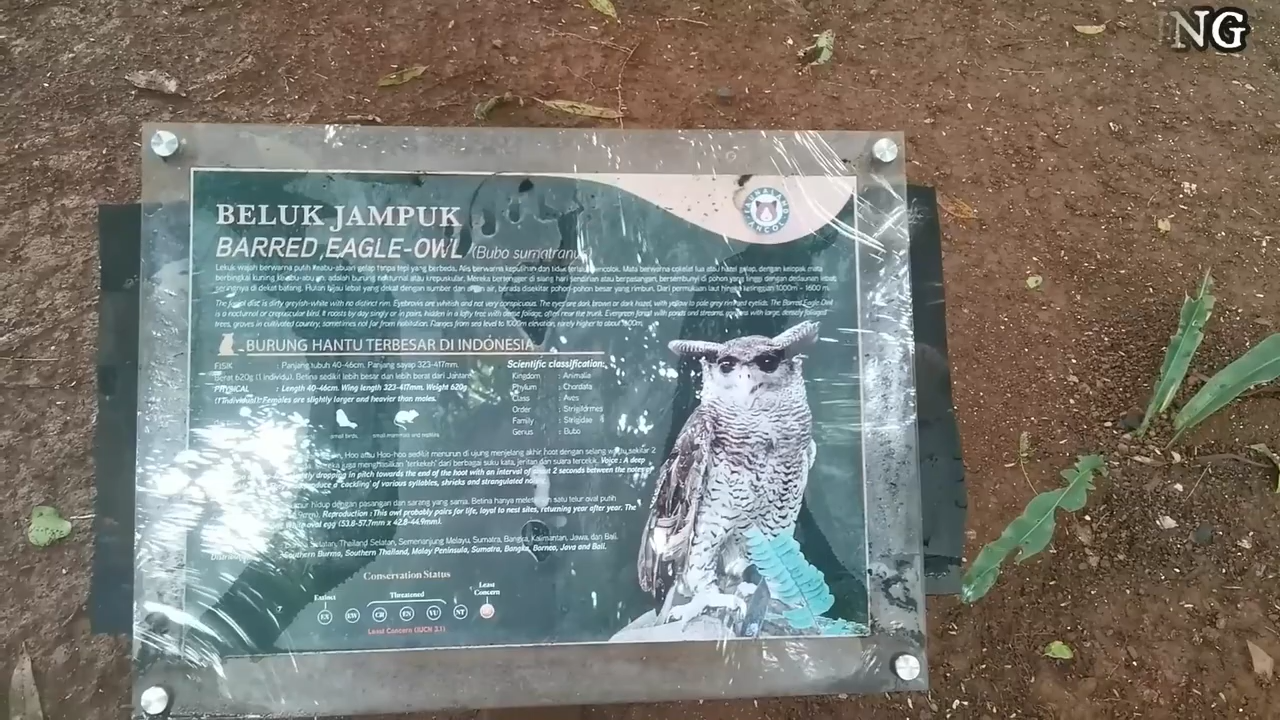 NG
BELUK JAMPUK
BARRED EAGLE-OWL (Bubo sumatranus
Lekuk wajah berwarna putih keabu-abuan gelap tanpa tepi yang berbeda. Alis berwarna keputihan dan tidak terlalu mencolok. Mata berwarna cokelat tua atau hazel gelap, dengan kelopak mata
berbingkai kuning keabu-abuan. adalah burung nokturnal atau krepuskular. Mereka bertengger di siang hari sendirian atau berpasangan, bersembunyi di pohon yang tinggi dengan dedaunan lebat,
seringnya di dekat batang. Hutan hijau lebat yang dekat dengan sumber dan aliran air, berada disekitar pohon-pohon besar yang rimbun. Dari permukaan laut hingga ketinggian 1000m - 1600 m.
The facial disc is dirty greyish-white with no distinct rim. Eyebrows are whitish and not very conspicuous. The eyes are dark brown or dark hazel, with yellow to pale grey rimmed eyelids. The Barred Eagle Owl
is a nocturnal or crepuscular bird. It roosts by day singly or in pairs, hidden in a lofty tree with dense foliage, often near the trunk. Evergreen forest with ponds and streams, gardens with large, densely foliaged
trees, groves in cultivated country, sometimes not far from habitation. Ranges from sea level to 1000m elevation, rarely higher to about 1600m.
BURUNG HANTU TERBESAR DI INDONESIA
FISIK : Panjang tubuh 40-46cm. Panjang sayap 323-417mm.
Berat 620g (1 individu). Betina sedikit lebih besar dan lebih berat dari Jantan.
PHYSICAL : Length 40-46cm. Wing length 323-417mm. Weight 620g
(1 individual). Females are slightly larger and heavier than males.
small birds, small mammals and reptiles
Scientific classification:
Kingdom : Animalia
Phylum : Chordata
Class : Aves
Order : Strigiformes
Family : Strigidae
Genus : Bubo
Hoo atau Hoo-hoo sedikit menurun di ujung menjelang akhir hoot dengan selang waktu sekitar 2
Mereka juga menghasilkan 'terkekeh' dari berbagai suku kata, jeritan dan suara tercekik. Voice : A deep
dropping in pitch towards the end of the hoot with an interval of about 2 seconds between the notes
produce a 'cackling' of various syllables, shrieks and strangulated noises.
hidup dengan pasangan dan sarang yang sama. Betina hanya meletakkan satu telur oval putih
Reproduction : This owl probably pairs for life, loyal to nest sites, returning year after year. The
white oval egg (53.8-57.7mm x 42.8-44.9mm).
Selatan, Thailand Selatan, Semenanjung Melayu, Sumatra, Bangka, Kalimantan, Jawa, dan Bali.
Southern Burma, Southern Thailand, Malay Peninsula, Sumatra, Bangka, Borneo, Java and Bali.
Conservation Status
Extinct Threatened Least Concern
EX EW CR EN VU NT
Least Concern (IUCN 3.1)